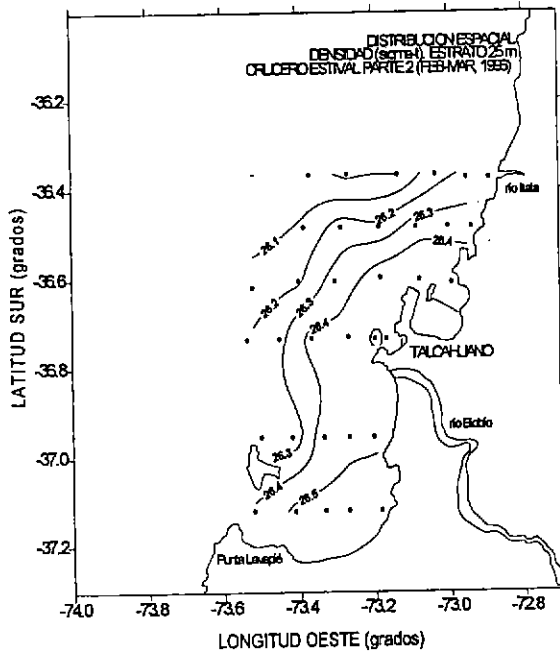 DISTRIBUCION ESPACIAL
DENSIDAD (sigma-t). ESTRATO 25 m
CRUCERO ESTIVAL PARTE 2 (FEB-MAR, 1995)
-36.2
-36.4
-36.6
-36.8
-37.0
-37.2
LATITUD SUR (grados)
río Itata
26.1
26.2
26.3
26.4
26.2
26.3
26.4
TALCAHUANO
río Biobío
26.3
26.4
26.5
Punta Lavapié
-74.0
-73.8
-73.6
-73.4
-73.2
-73.0
-72.8
LONGITUD OESTE (grados)